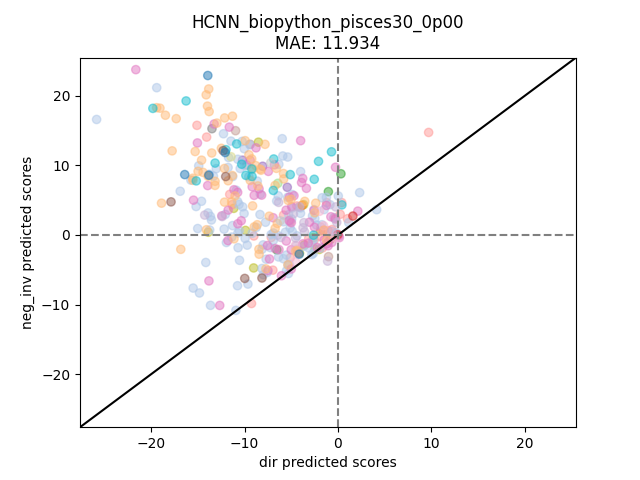 HCNN_biopython_pisces30_0p00
MAE: 11.934
20
10
0
−10
−20
neg_inv predicted scores
−20
−10
0
10
20
dir predicted scores